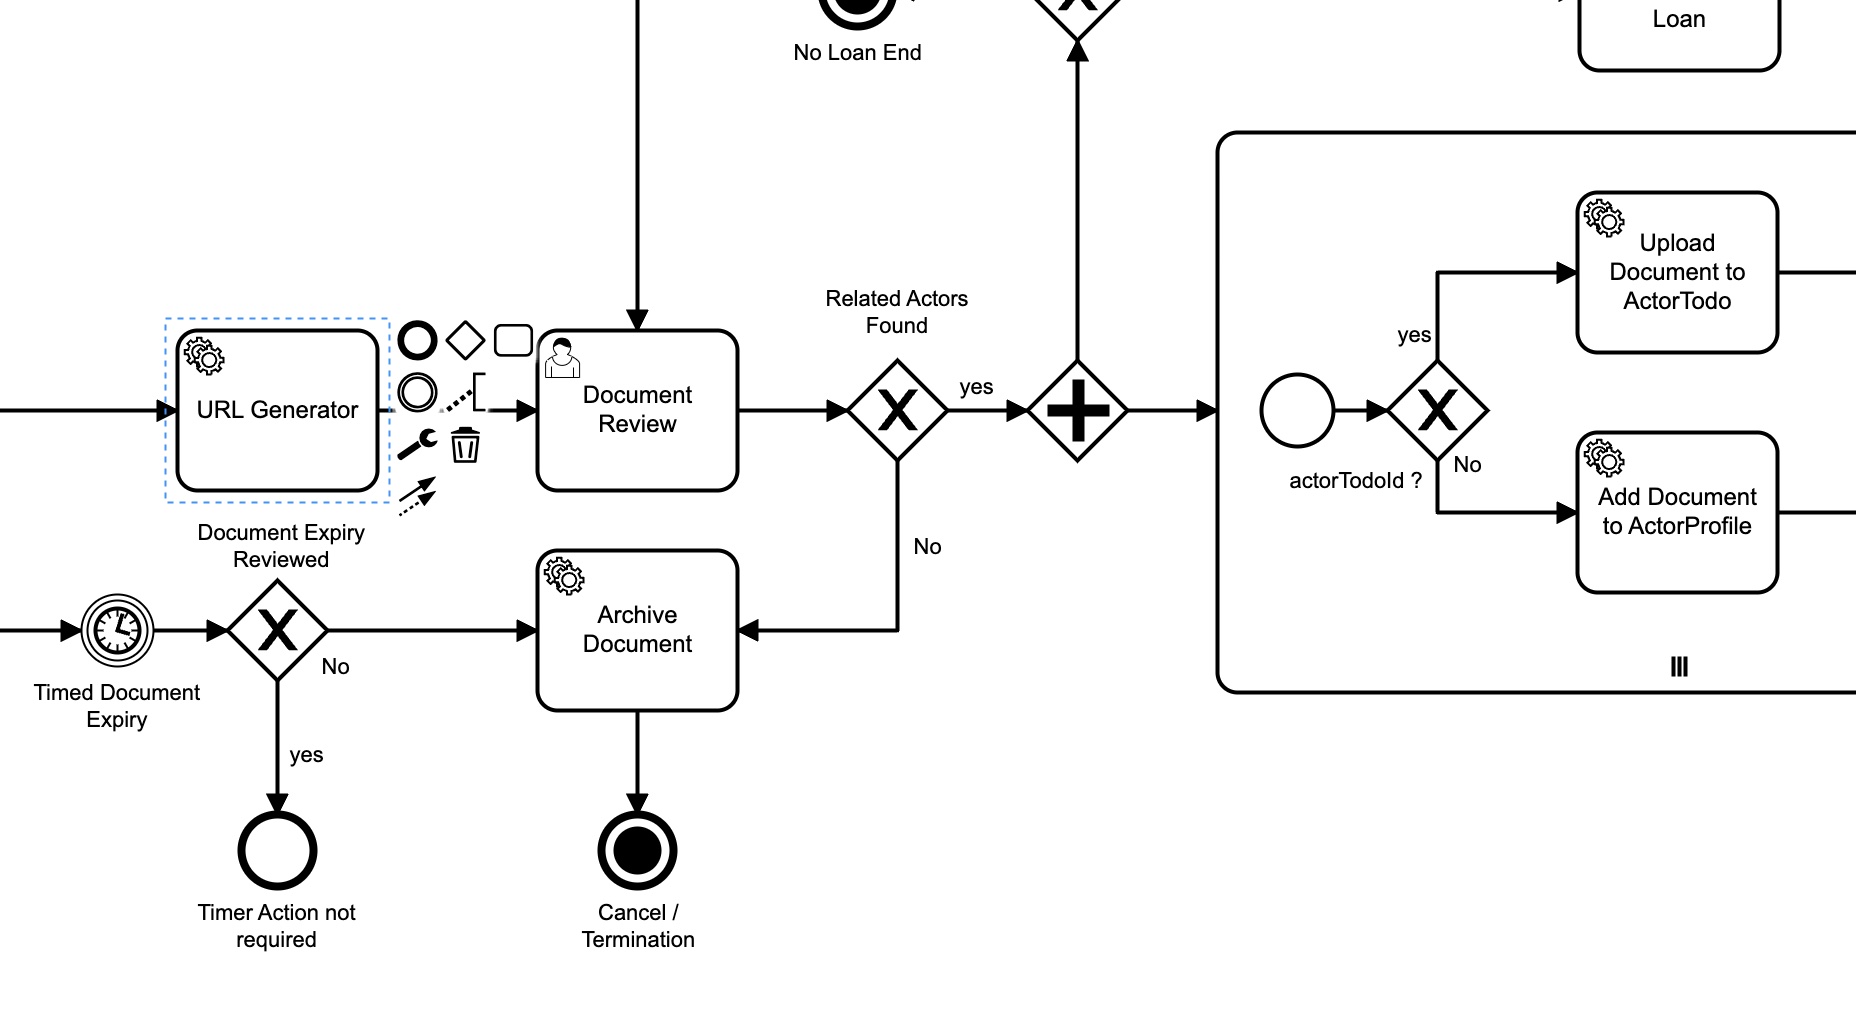 No Loan End
Loan
Related Actors
Found
Upload
Document to
ActorTodo
yes
URL Generator
Document
Review
yes
actorTodoId ?
No
Add Document
to ActorProfile
Document Expiry
Reviewed
No
Archive
Document
No
Timed Document
Expiry
yes
Timer Action not
required
Cancel /
Termination